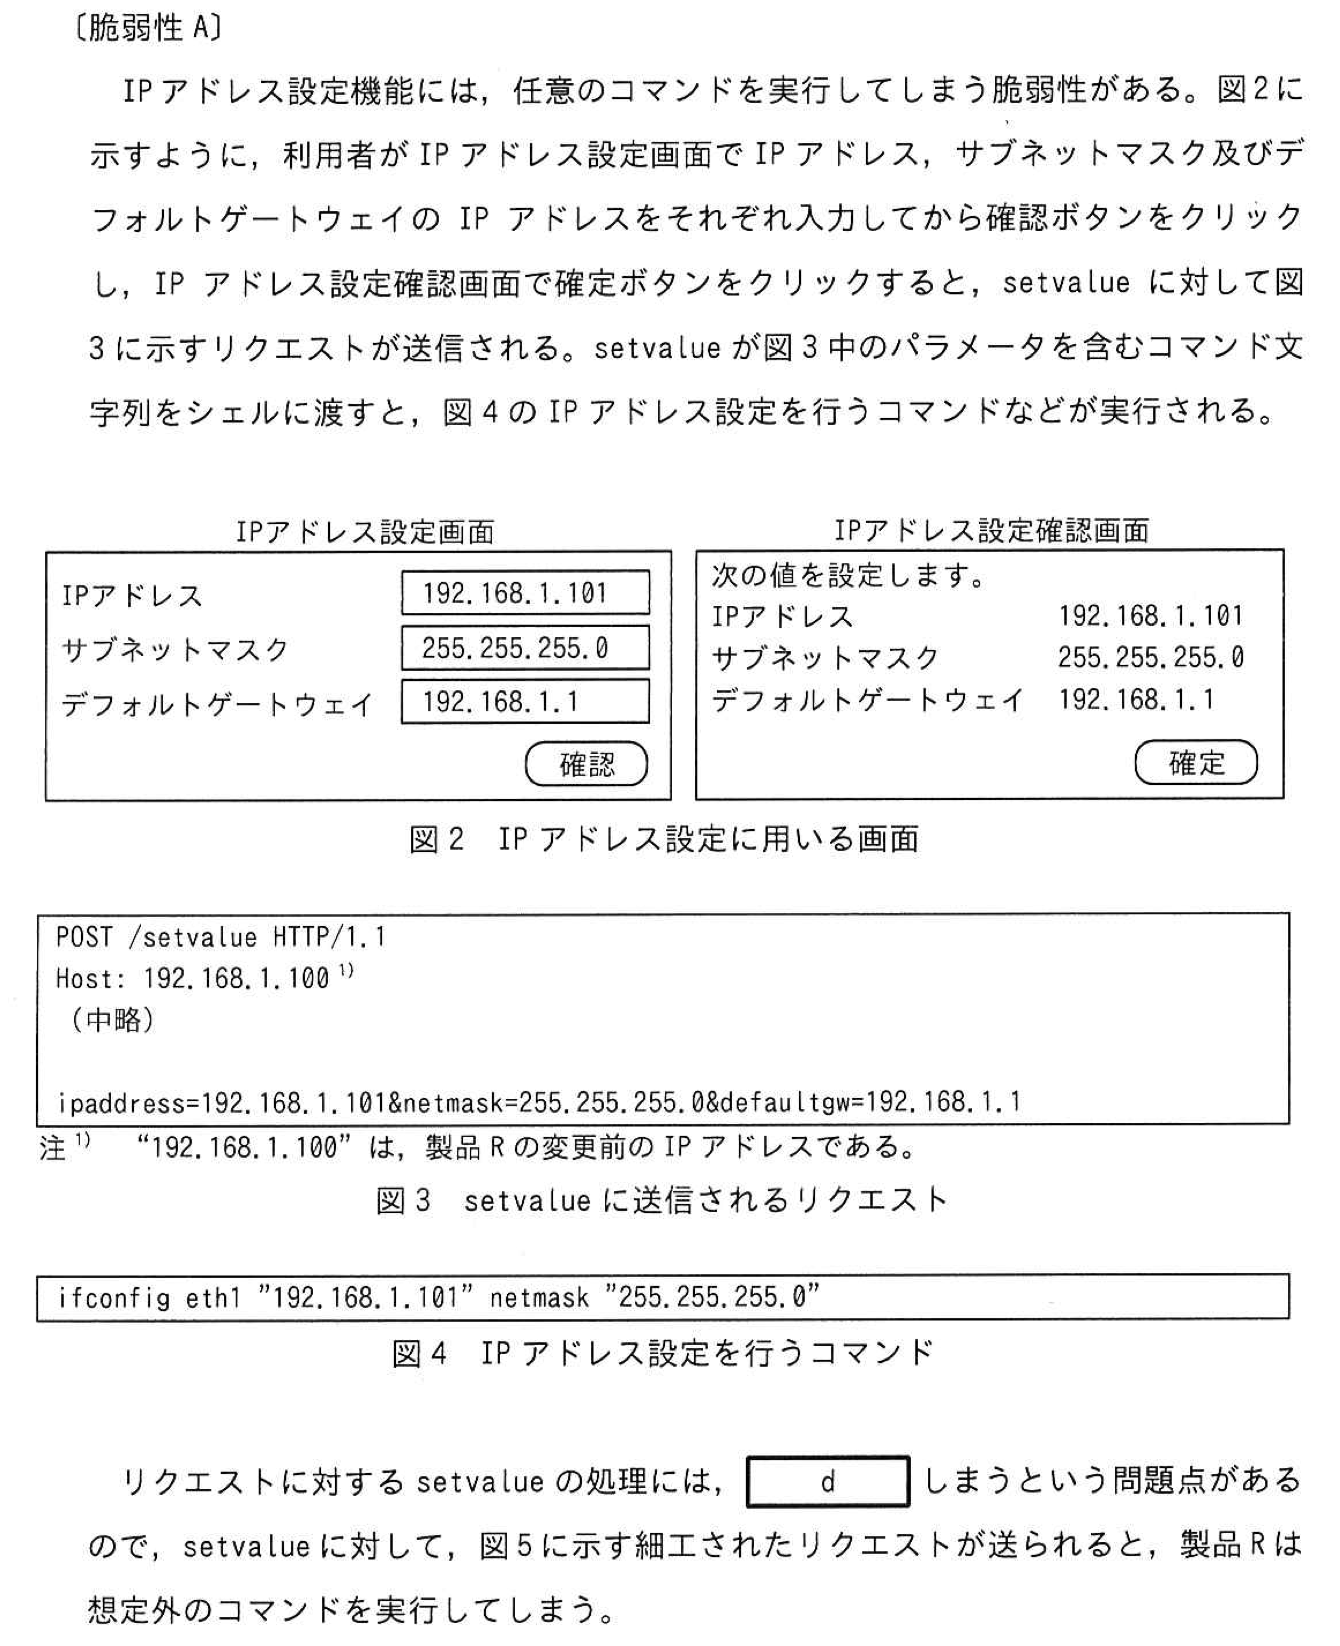 〔脆弱性 A〕
IP アドレス設定機能には，任意のコマンドを実行してしまう脆弱性がある。図2に
示すように，利用者が IP アドレス設定画面で IP アドレス，サブネットマスク及びデ
フォルトゲートウェイの IP アドレスをそれぞれ入力してから確認ボタンをクリック
し，IP アドレス設定確認画面で確定ボタンをクリックすると，setvalue に対して図
3 に示すリクエストが送信される。setvalue が図 3 中のパラメータを含むコマンド文
字列をシェルに渡すと，図 4 の IP アドレス設定を行うコマンドなどが実行される。
IPアドレス設定画面
IPアドレス 192.168.1.101
サブネットマスク 255.255.255.0
デフォルトゲートウェイ 192.168.1.1
確認
IPアドレス設定確認画面
次の値を設定します。
IPアドレス 192.168.1.101
サブネットマスク 255.255.255.0
デフォルトゲートウェイ 192.168.1.1
確定
図 2 IP アドレス設定に用いる画面
POST /setvalue HTTP/1.1
Host: 192.168.1.100 1)
（中略）
ipaddress=192.168.1.101&netmask=255.255.255.0&defaultgw=192.168.1.1
注 1) “192.168.1.100” は，製品 R の変更前の IP アドレスである。
図 3 setvalue に送信されるリクエスト
ifconfig eth1 ”192.168.1.101” netmask ”255.255.255.0”
図 4 IP アドレス設定を行うコマンド
リクエストに対する setvalue の処理には， d しまうという問題点がある
ので，setvalue に対して，図 5 に示す細工されたリクエストが送られると，製品 R は
想定外のコマンドを実行してしまう。